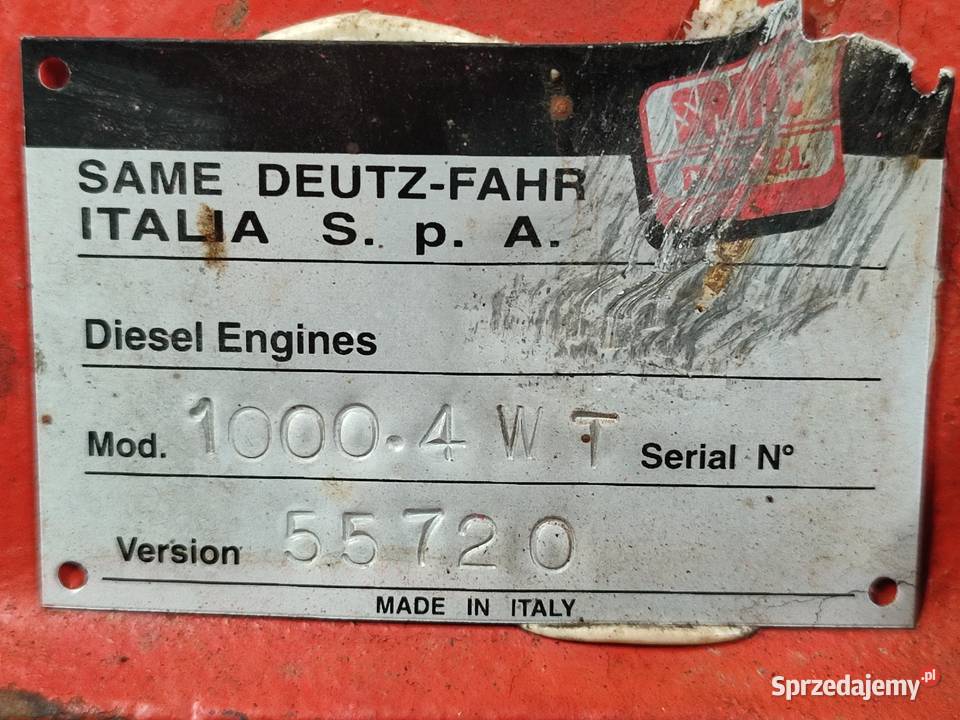 SAME DEUTZ-FAHR
ITALIA S. p. A.
Diesel Engines
Mod. 1000.4 W T Serial N°
Version 55720
MADE IN ITALY
Sprzedajemy.pl